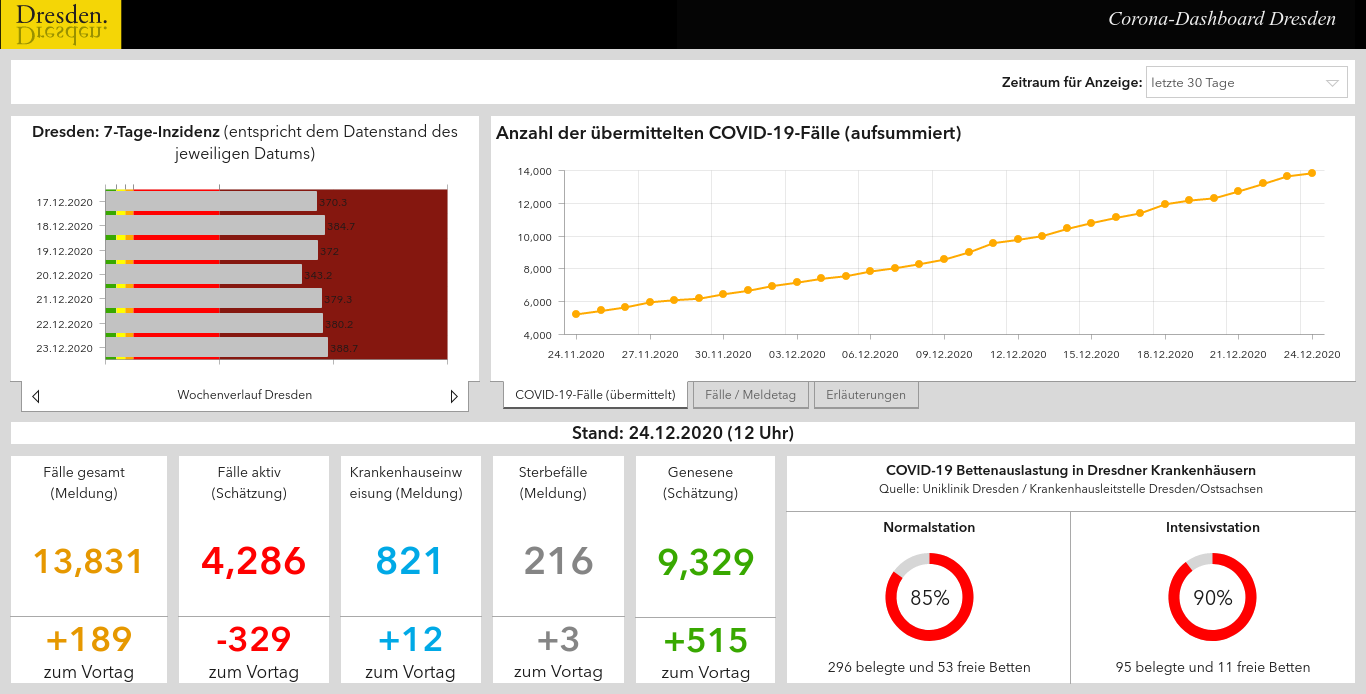 Dresden.
Corona-Dashboard Dresden
Zeitraum für Anzeige: letzte 30 Tage
Dresden: 7-Tage-Inzidenz (entspricht dem Datenstand des
jeweiligen Datums)
17.12.2020 370.3
18.12.2020 384.7
19.12.2020 372
20.12.2020 343.2
21.12.2020 379.3
22.12.2020 380.2
23.12.2020 388.7
Wochenverlauf Dresden
Anzahl der übermittelten COVID-19-Fälle (aufsummiert)
14,000
12,000
10,000
8,000
6,000
4,000
24.11.2020 27.11.2020 30.11.2020 03.12.2020 06.12.2020 09.12.2020 12.12.2020 15.12.2020 18.12.2020 21.12.2020 24.12.2020
COVID-19-Fälle (übermittelt) Fälle / Meldetag Erläuterungen
Stand: 24.12.2020 (12 Uhr)
Fälle gesamt
(Meldung)
13,831
+189
zum Vortag
Fälle aktiv
(Schätzung)
4,286
-329
zum Vortag
Krankenhauseinw
eisung (Meldung)
821
+12
zum Vortag
Sterbefälle
(Meldung)
216
+3
zum Vortag
Genesene
(Schätzung)
9,329
+515
zum Vortag
COVID-19 Bettenauslastung in Dresdner Krankenhäusern
Quelle: Uniklinik Dresden / Krankenhausleitstelle Dresden/Ostsachsen
Normalstation
85%
296 belegte und 53 freie Betten
Intensivstation
90%
95 belegte und 11 freie Betten